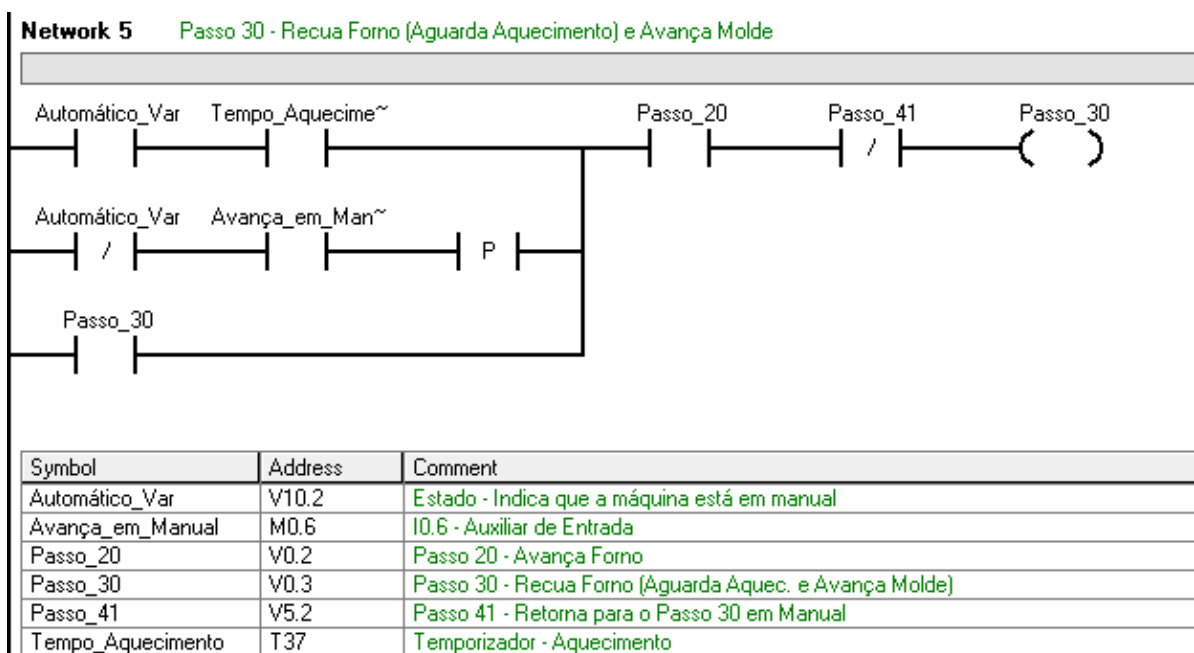 Network 5 Passo 30 - Recua Forno (Aguarda Aquecimento) e Avança Molde
Automático_Var Tempo_Aquecime~ Passo_20 Passo_41 Passo_30
/
Automático_Var Avança_em_Man~
/ P
Passo_30
Symbol Address Comment
Automático_Var V10.2 Estado - Indica que a máquina está em manual
Avança_em_Manual M0.6 I0.6 - Auxiliar de Entrada
Passo_20 V0.2 Passo 20 - Avança Forno
Passo_30 V0.3 Passo 30 - Recua Forno (Aguarda Aquec. e Avança Molde)
Passo_41 V5.2 Passo 41 - Retorna para o Passo 30 em Manual
Tempo_Aquecimento T37 Temporizador - Aquecimento